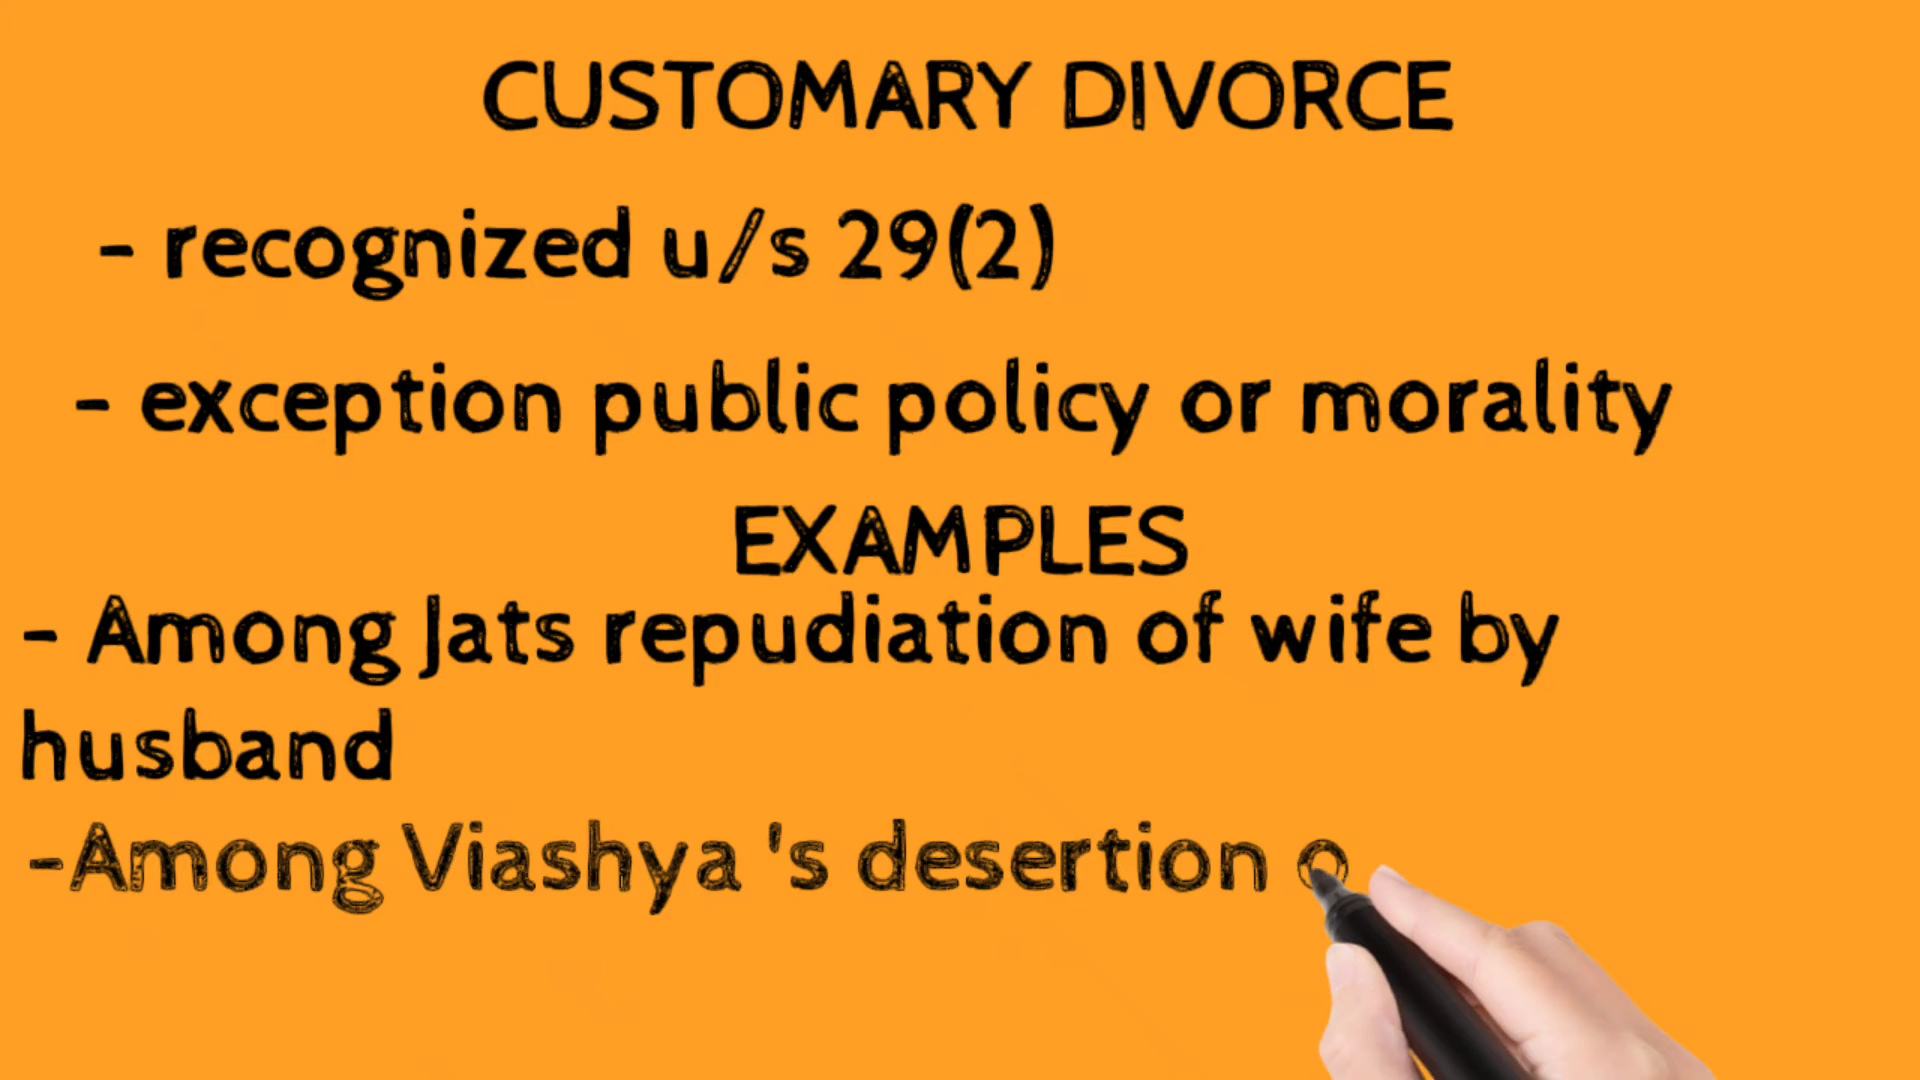 CUSTOMARY DIVORCE
- recognized u/s 29(2)
- exception public policy or morality
EXAMPLES
- Among Jats repudiation of wife by
husband
-Among Viashya 's desertion o